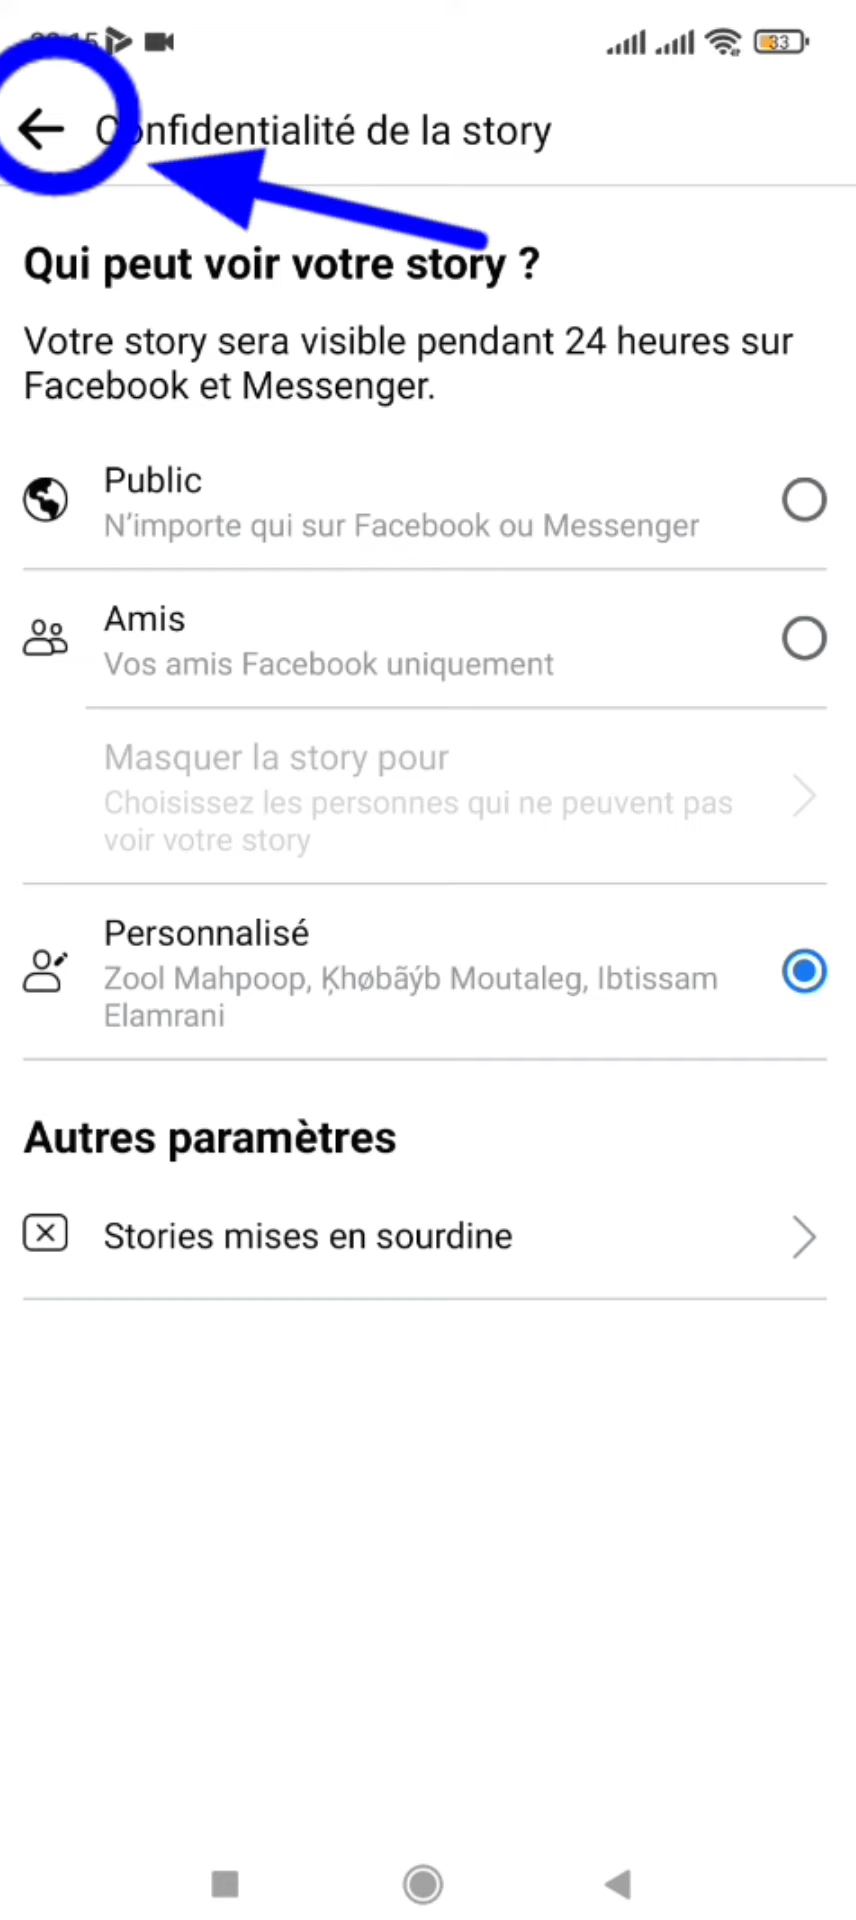 Confidentialité de la story
Qui peut voir votre story ?
Votre story sera visible pendant 24 heures sur
Facebook et Messenger.
Public
N’importe qui sur Facebook ou Messenger
Amis
Vos amis Facebook uniquement
Masquer la story pour
Choisissez les personnes qui ne peuvent pas
voir votre story
Personnalisé
Zool Mahpoop, Ķhøbãýb Moutaleg, Ibtissam
Elamrani
Autres paramètres
Stories mises en sourdine
33